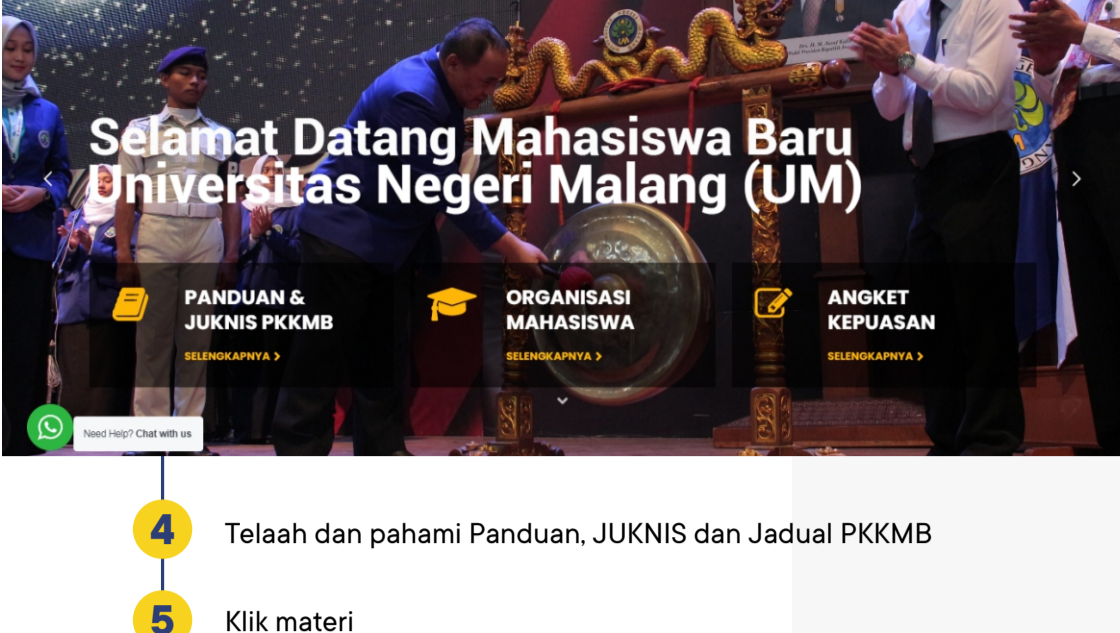 Selamat Datang Mahasiswa Baru
Universitas Negeri Malang (UM)
PANDUAN &
JUKNIS PKKMB
SELENGKAPNYA >
ORGANISASI
MAHASISWA
SELENGKAPNYA >
ANGKET
KEPUASAN
SELENGKAPNYA >
Need Help? Chat with us
4 Telaah dan pahami Panduan, JUKNIS dan Jadual PKKMB
5 Klik materi